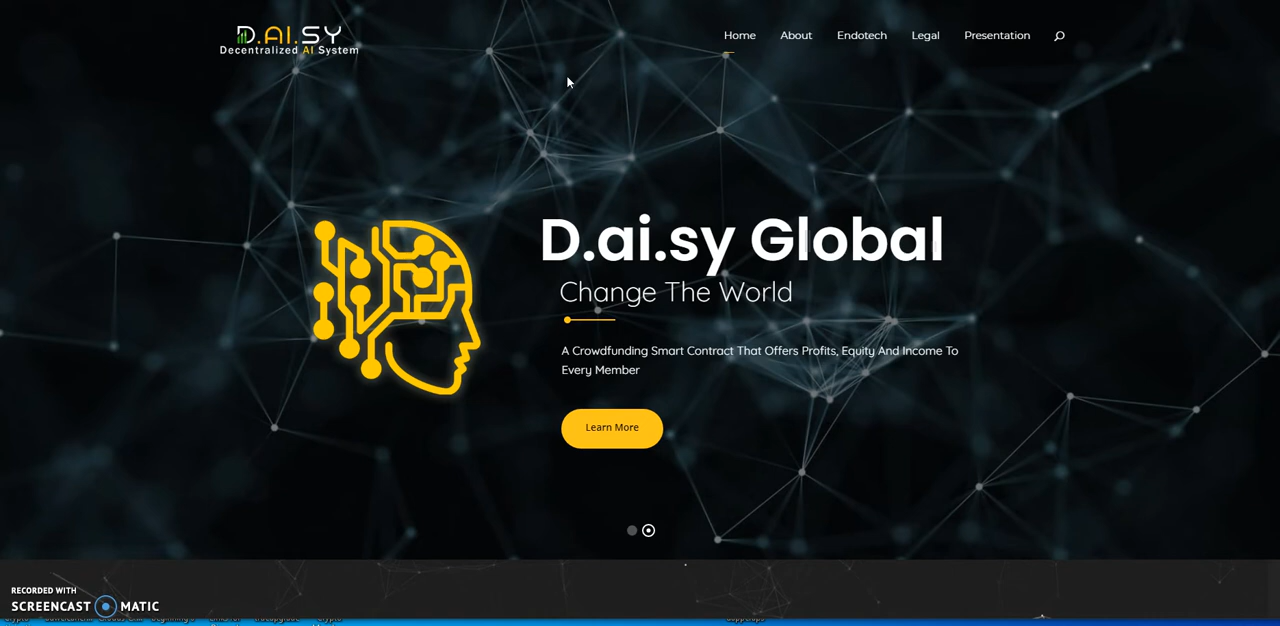 D.AI.SY
Decentralized AI System
Home About Endotech Legal Presentation
D.ai.sy Global
Change The World
A Crowdfunding Smart Contract That Offers Profits, Equity And Income To
Every Member
Learn More
RECORDED WITH
SCREENCAST MATIC